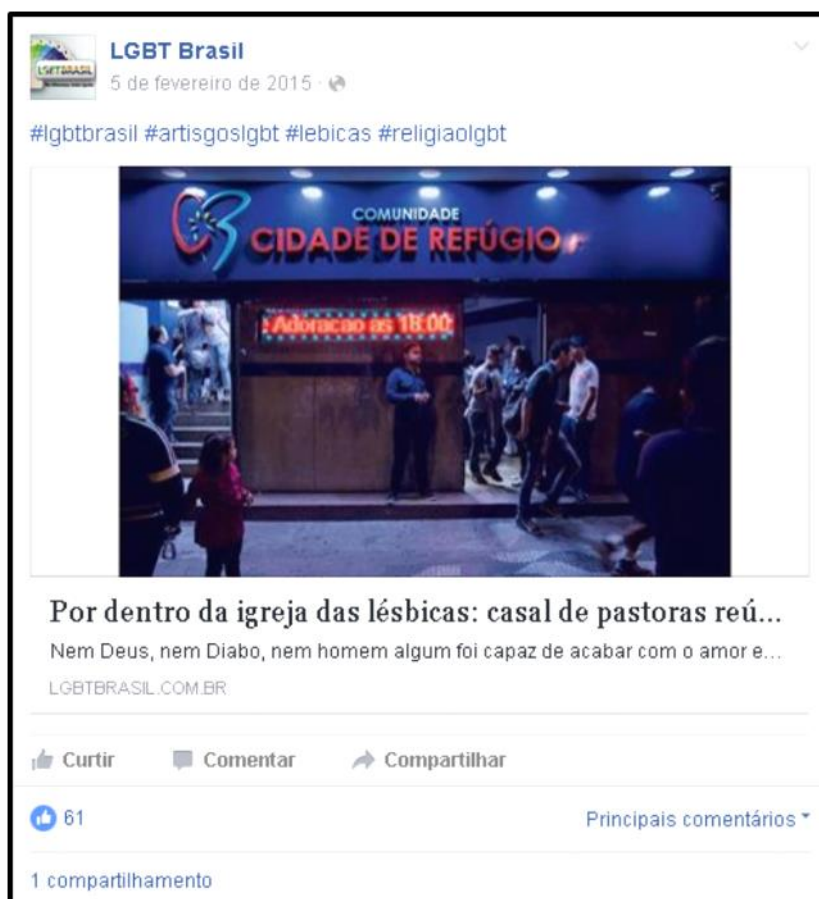 LGBT Brasil
5 de fevereiro de 2015
#lgbtbrasil #artisgoslgbt #lebicas #religiaolgbt
COMUNIDADE
CIDADE DE REFÚGIO
Adoracao as 18:00
Por dentro da igreja das lésbicas: casal de pastoras reú...
Nem Deus, nem Diabo, nem homem algum foi capaz de acabar com o amor e...
LGBTBRASIL.COM.BR
Curtir Comentar Compartilhar
61 Principais comentários
1 compartilhamento